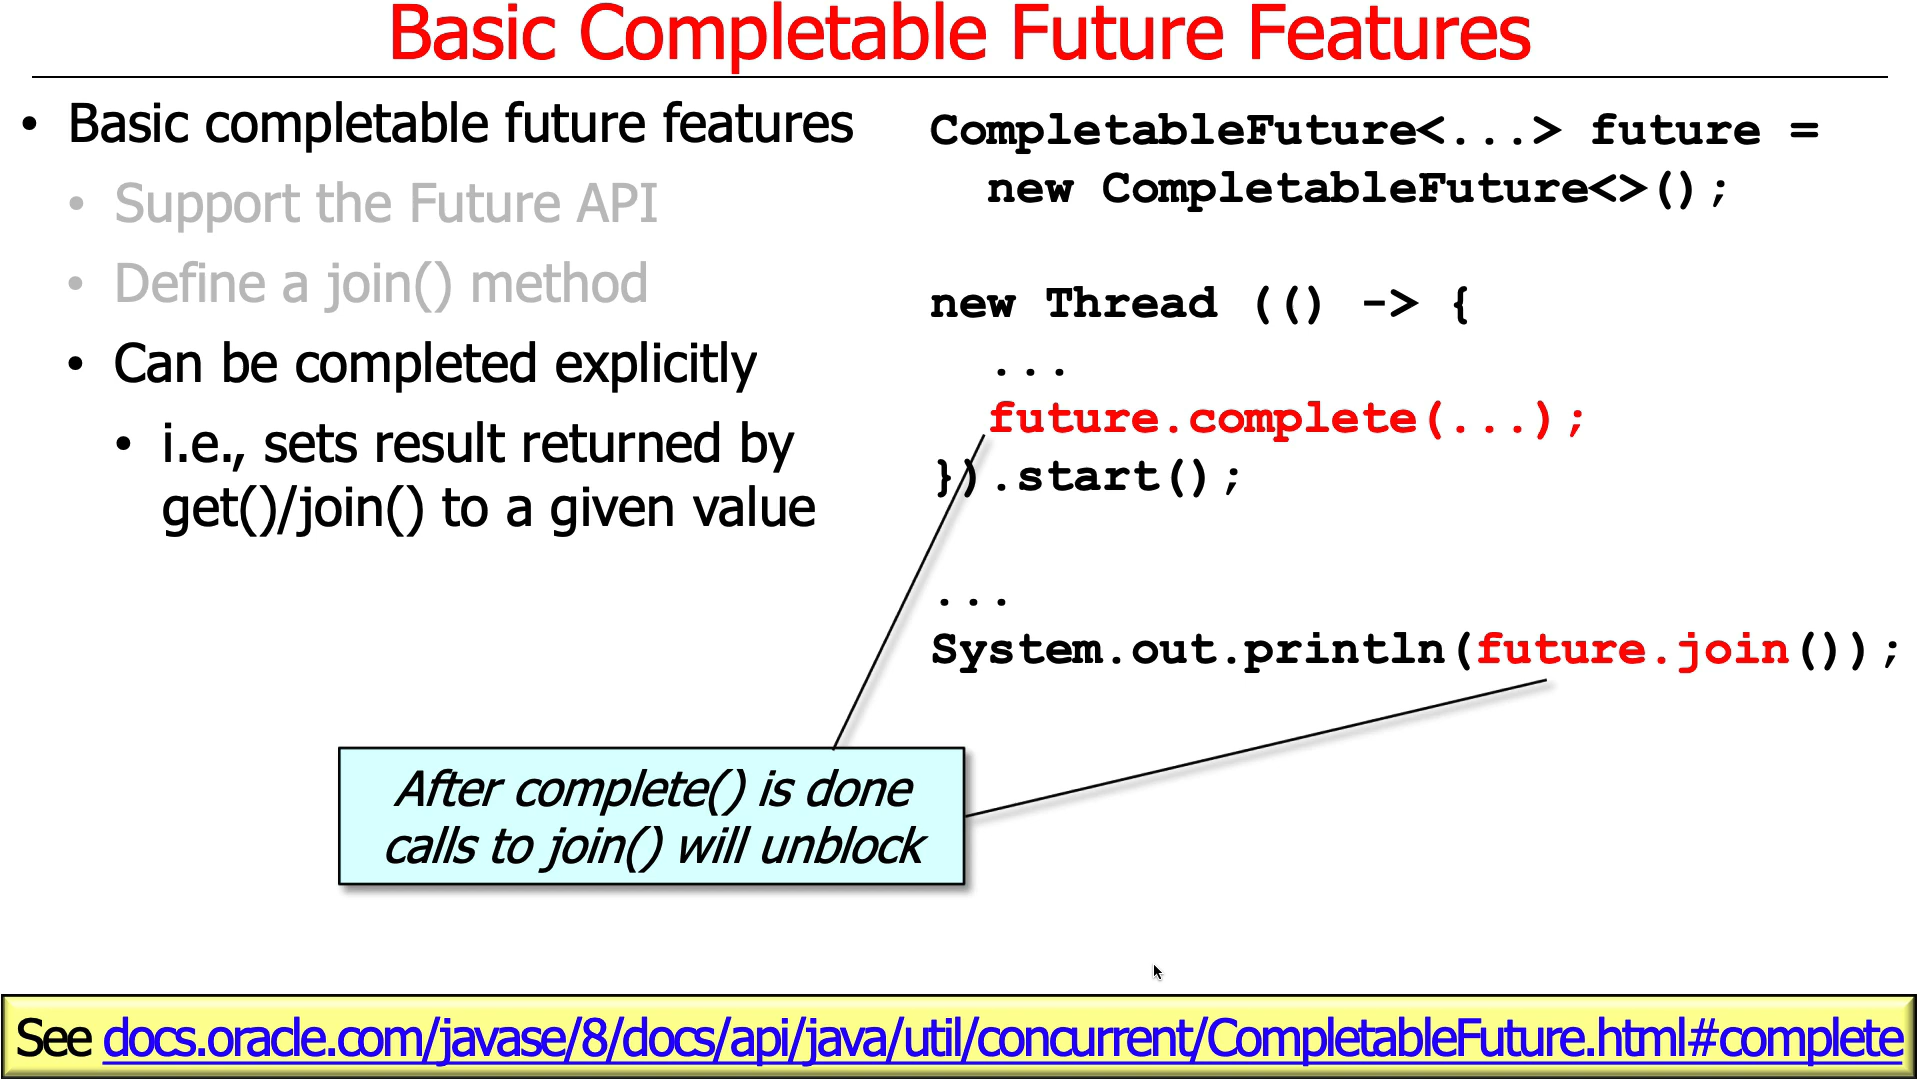 Basic Completable Future Features
• Basic completable future features
• Support the Future API
• Define a join() method
• Can be completed explicitly
• i.e., sets result returned by
get()/join() to a given value
CompletableFuture<...> future =
new CompletableFuture<>();
new Thread (() -> {
...
future.complete(...);
}).start();
...
System.out.println(future.join());
After complete() is done
calls to join() will unblock
See docs.oracle.com/javase/8/docs/api/java/util/concurrent/CompletableFuture.html#complete